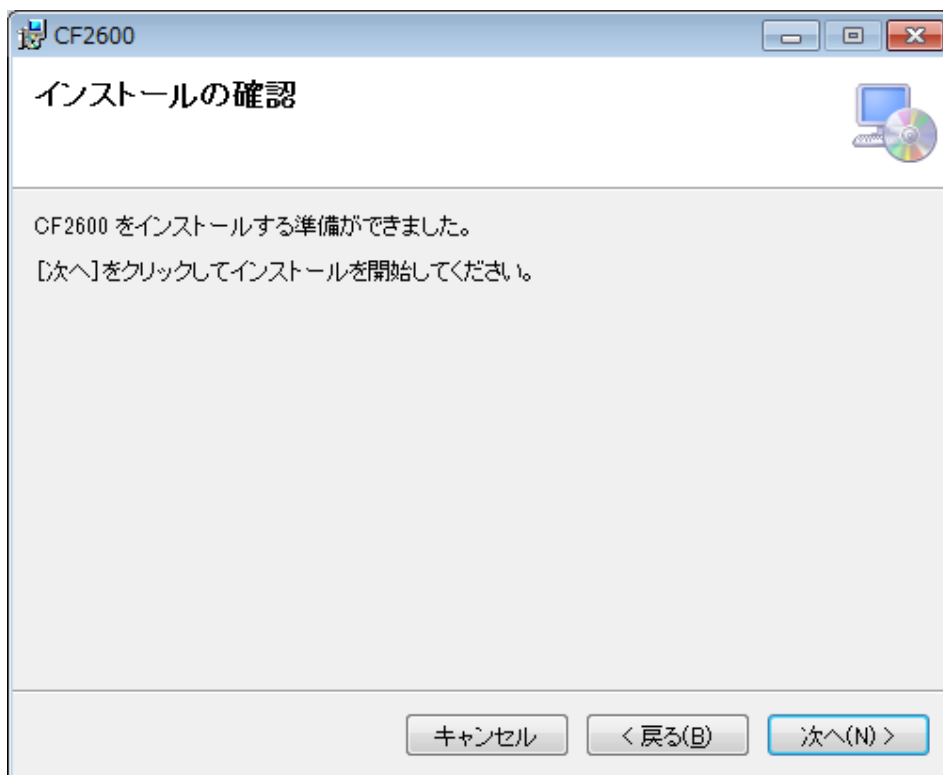 CF2600
インストールの確認
CF2600 をインストールする準備ができました。
[次へ]をクリックしてインストールを開始してください。
キャンセル
< 戻る(B)
次へ(N) >